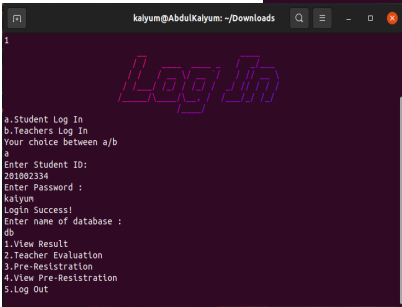 kaiyum@AbdulKaiyum: ~/Downloads
1
Log In
a.Student Log In
b.Teachers Log In
Your choice between a/b
a
Enter Student ID:
201002334
Enter Password :
kaiyum
Login Success!
Enter name of database :
db
1.View Result
2.Teacher Evaluation
3.Pre-Resistration
4.View Pre-Resistration
5.Log Out